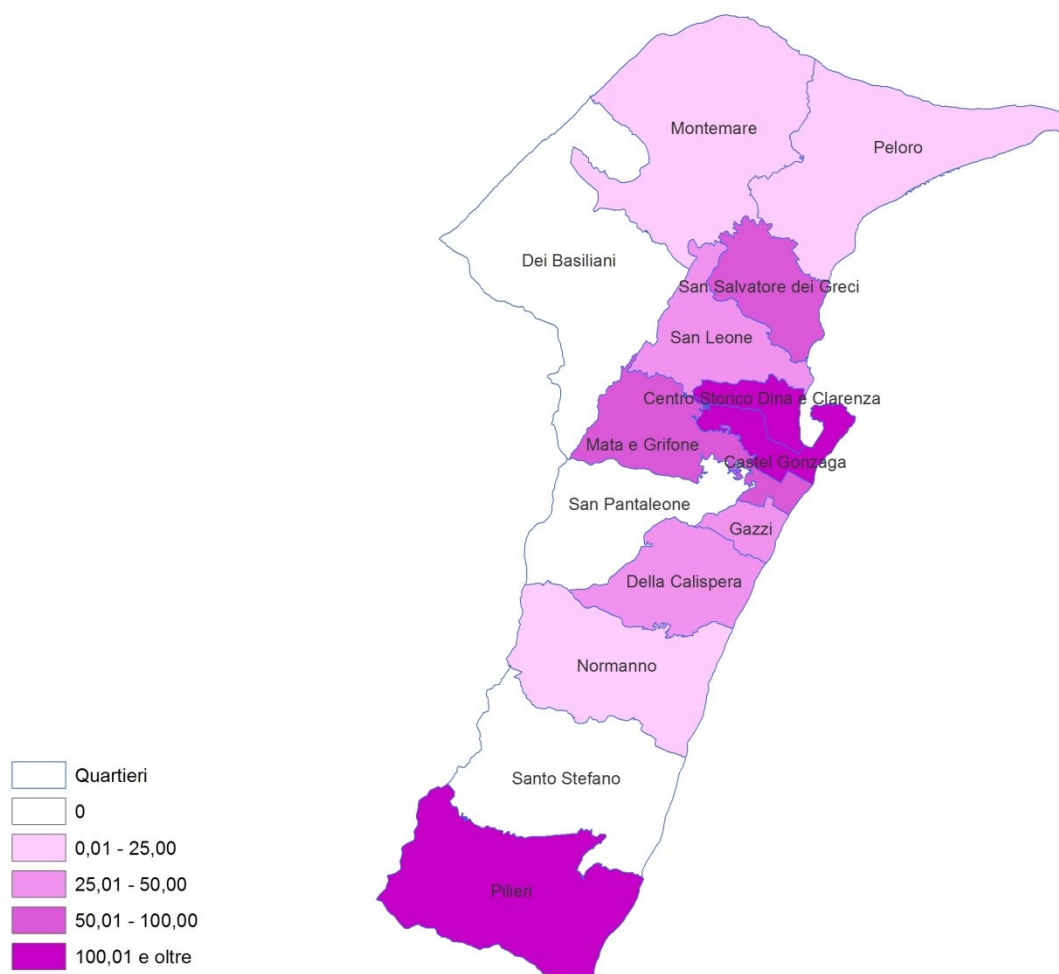 Montemare
Peloro
Dei Basiliani
San Salvatore dei Greci
San Leone
Centro Storico Dina e Clarenza
Mata e Grifone
Castel Gonzaga
San Pantaleone
Gazzi
Della Calispera
Normanno
Santo Stefano
Pilieri
Quartieri
0
0,01 - 25,00
25,01 - 50,00
50,01 - 100,00
100,01 e oltre